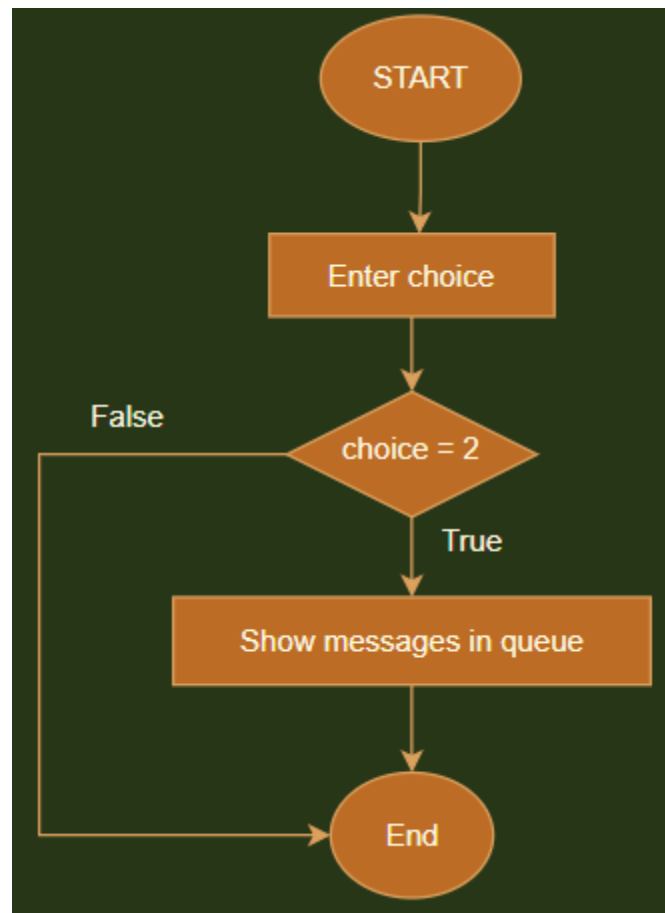 START
Enter choice
False
choice = 2
True
Show messages in queue
End